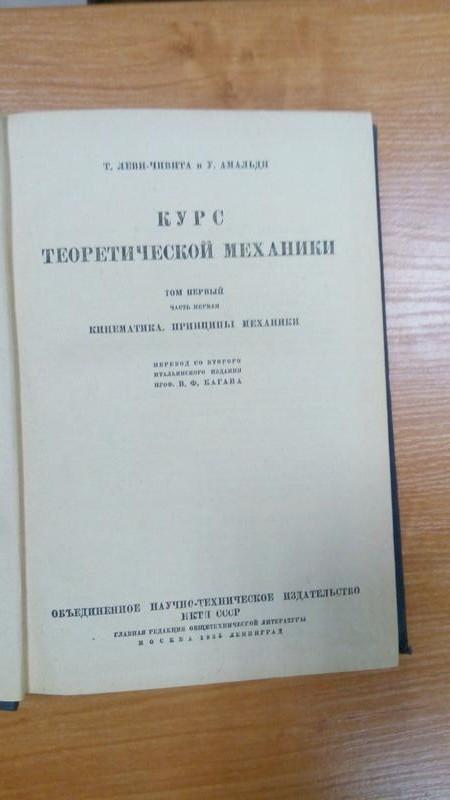 Т. ЛЕВИ-ЧИВИТА и У. АМАЛЬДИ
КУРС
ТЕОРЕТИЧЕСКОЙ МЕХАНИКИ
ТОМ ПЕРВЫЙ
ЧАСТЬ ПЕРВАЯ
КИНЕМАТИКА. ПРИНЦИПЫ МЕХАНИКИ
ПЕРЕВОД СО ВТОРОГО
ИТАЛЬЯНСКОГО ИЗДАНИЯ
ПРОФ. В. Ф. КАГАНА
ОБЪЕДИНЕННОЕ НАУЧНО-ТЕХНИЧЕСКОЕ ИЗДАТЕЛЬСТВО
НКТП СССР
ГЛАВНАЯ РЕДАКЦИЯ ОБЩЕТЕХНИЧЕСКОЙ ЛИТЕРАТУРЫ
МОСКВА 1935 ЛЕНИНГРАД